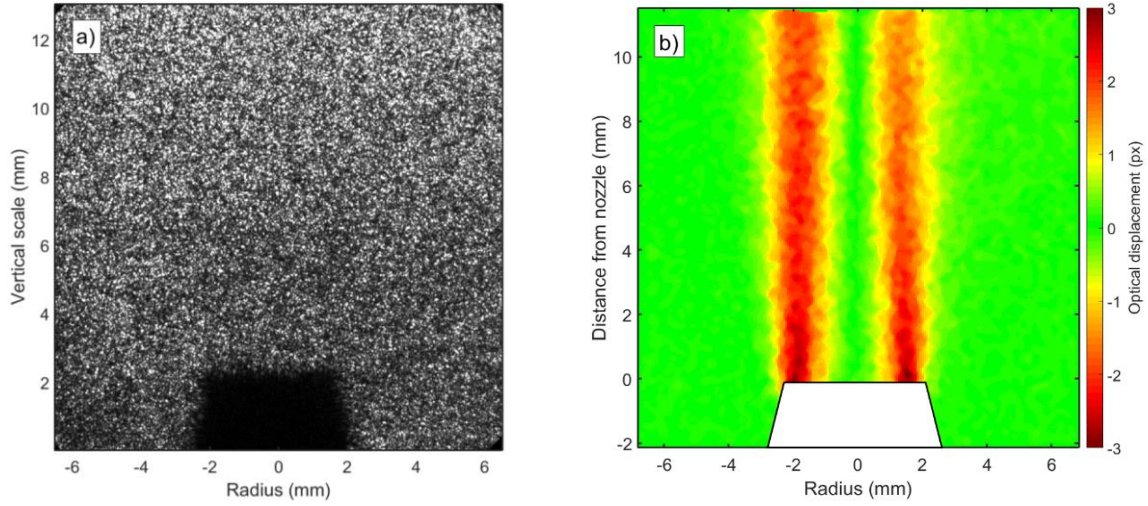 a)
12
10
8
6
4
2
Vertical scale (mm)
-6 -4 -2 0 2 4 6
Radius (mm)
b)
10
8
6
4
2
0
-2
Distance from nozzle (mm)
-6 -4 -2 0 2 4 6
Radius (mm)
3
2
1
0
-1
-2
-3
Optical displacement (px)